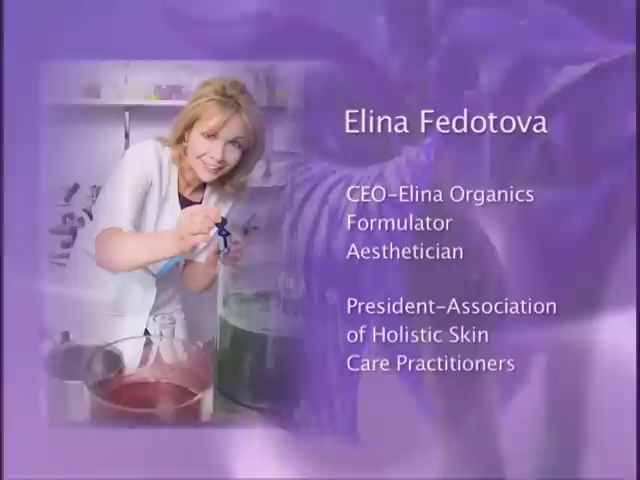 Elina Fedotova
CEO-Elina Organics
Formulator
Aesthetician
President-Association
of Holistic Skin
Care Practitioners